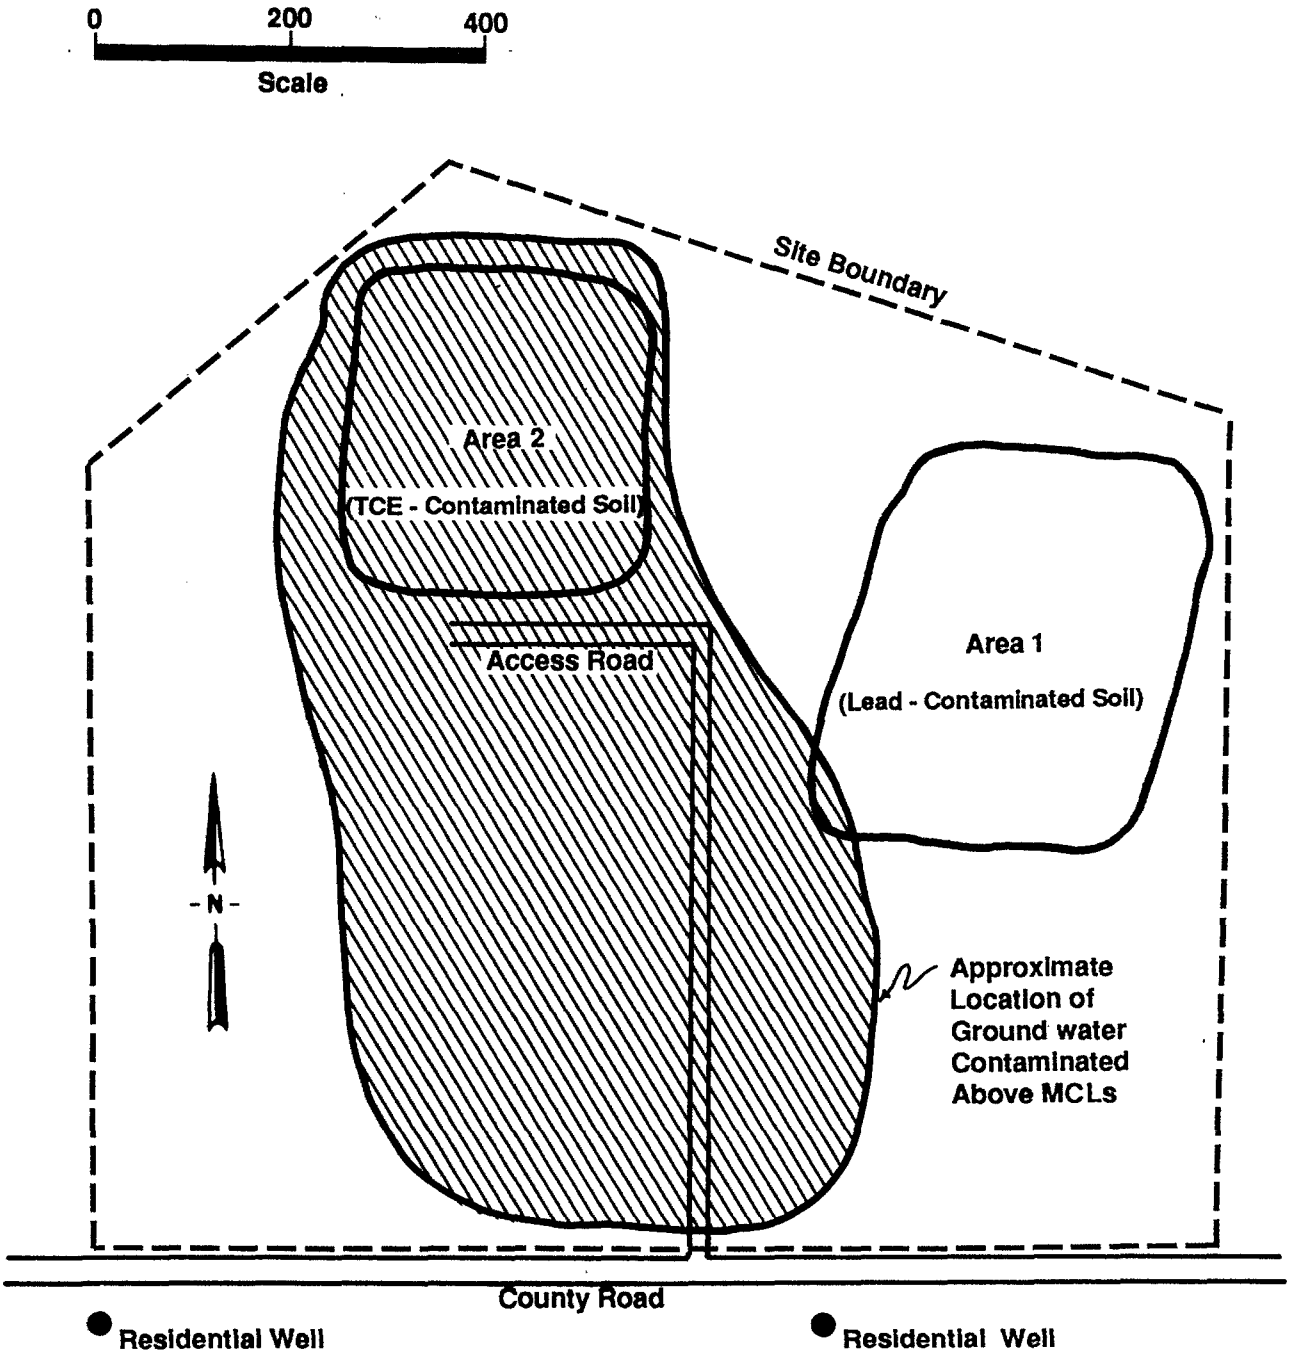 0 200 400
Scale
Site Boundary
Area 2
(TCE - Contaminated Soil)
Access Road
Area 1
(Lead - Contaminated Soil)
- N -
Approximate
Location of
Ground water
Contaminated
Above MCLs
County Road
Residential Well
Residential Well